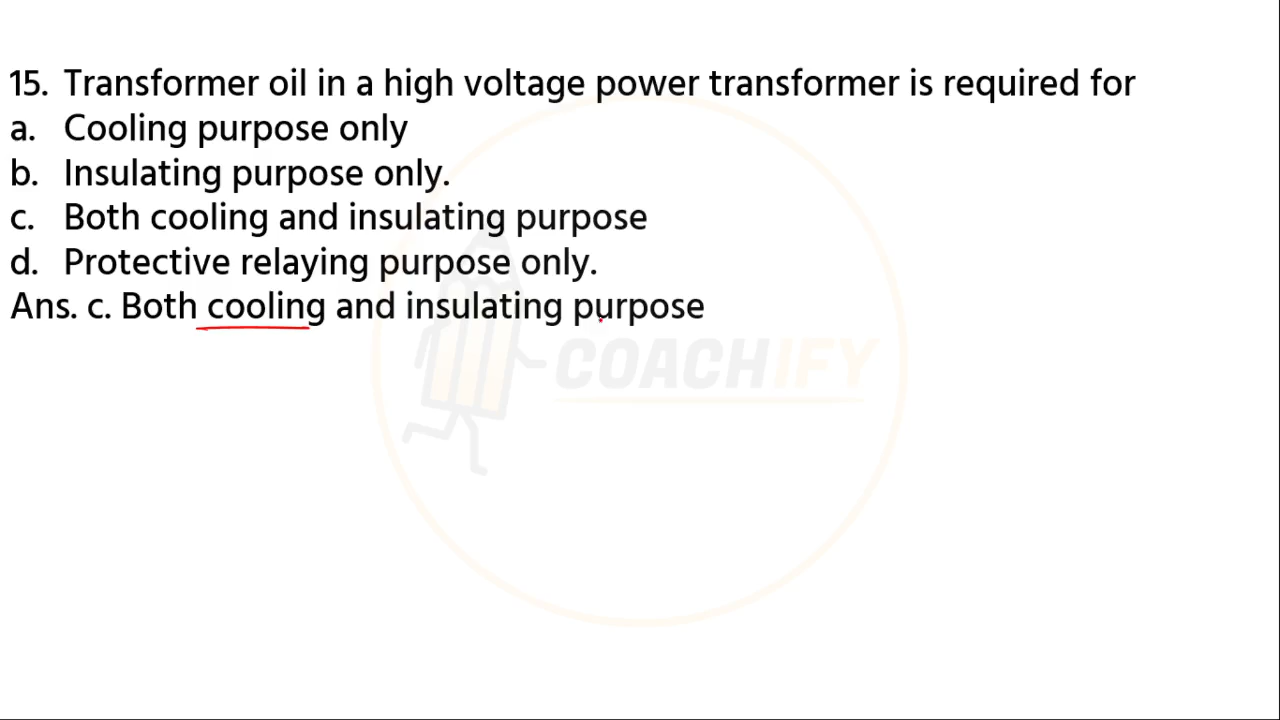 15. Transformer oil in a high voltage power transformer is required for
a. Cooling purpose only
b. Insulating purpose only.
c. Both cooling and insulating purpose
d. Protective relaying purpose only.
Ans. c. Both cooling and insulating purpose
COACHIFY